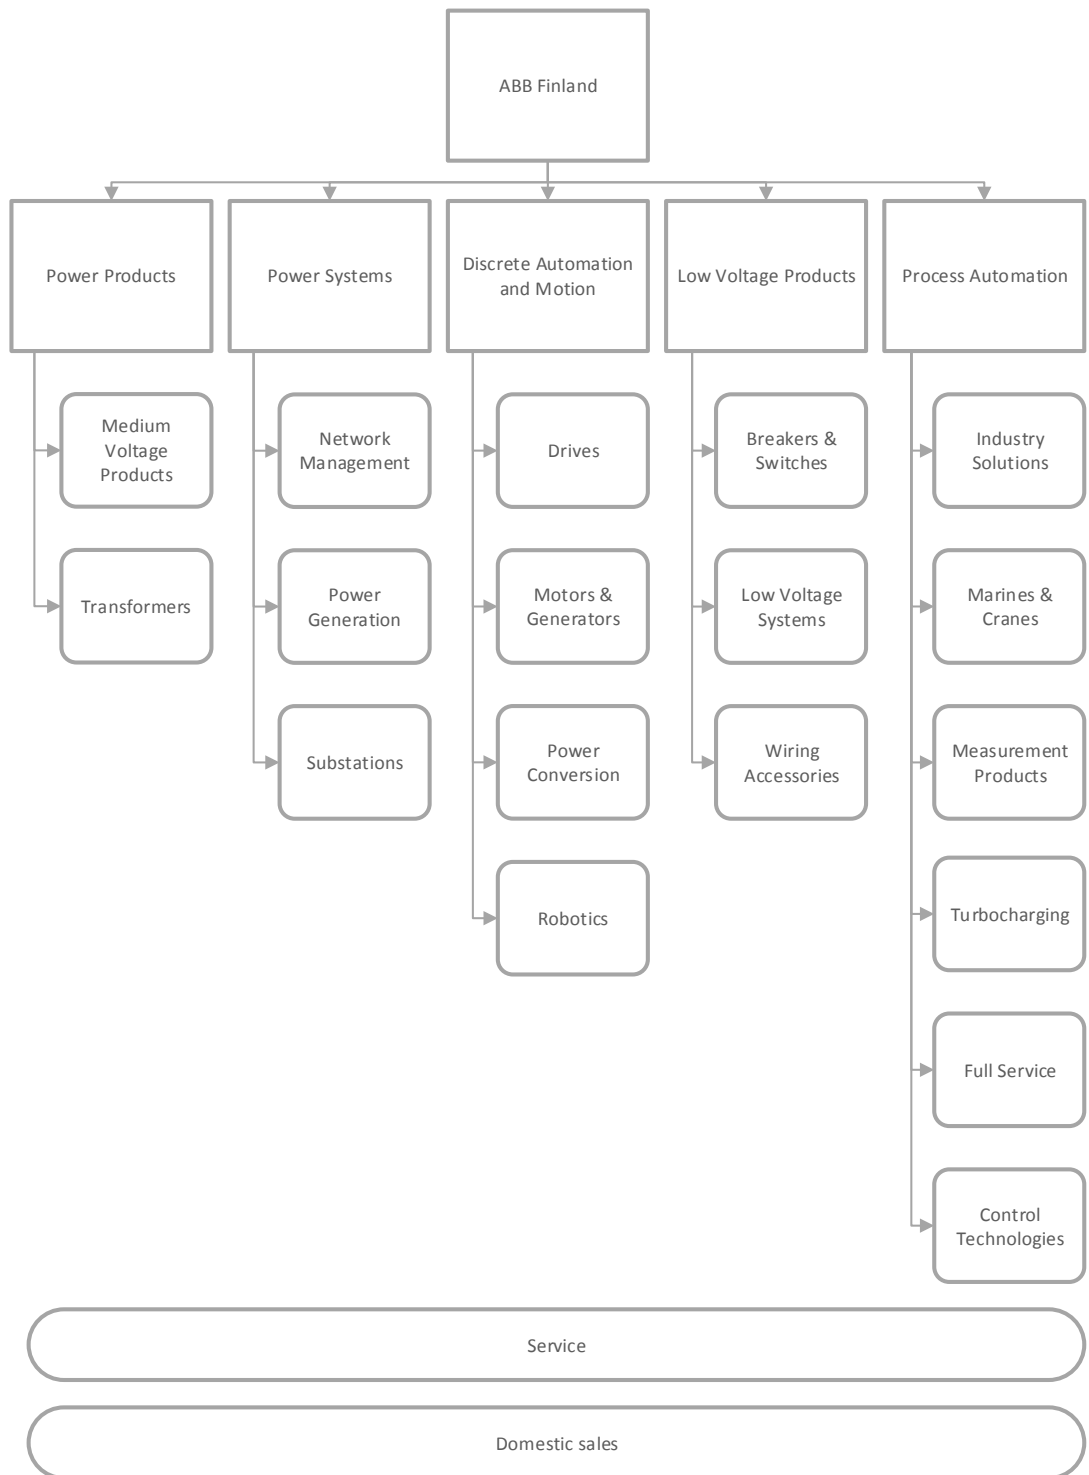 ABB Finland
Power Products
Power Systems
Discrete Automation
and Motion
Low Voltage Products
Process Automation
Medium
Voltage
Products
Network
Management
Drives
Breakers &
Switches
Industry
Solutions
Transformers
Power
Generation
Motors &
Generators
Low Voltage
Systems
Marines &
Cranes
Substations
Power
Conversion
Wiring
Accessories
Measurement
Products
Robotics
Turbocharging
Full Service
Control
Technologies
Service
Domestic sales